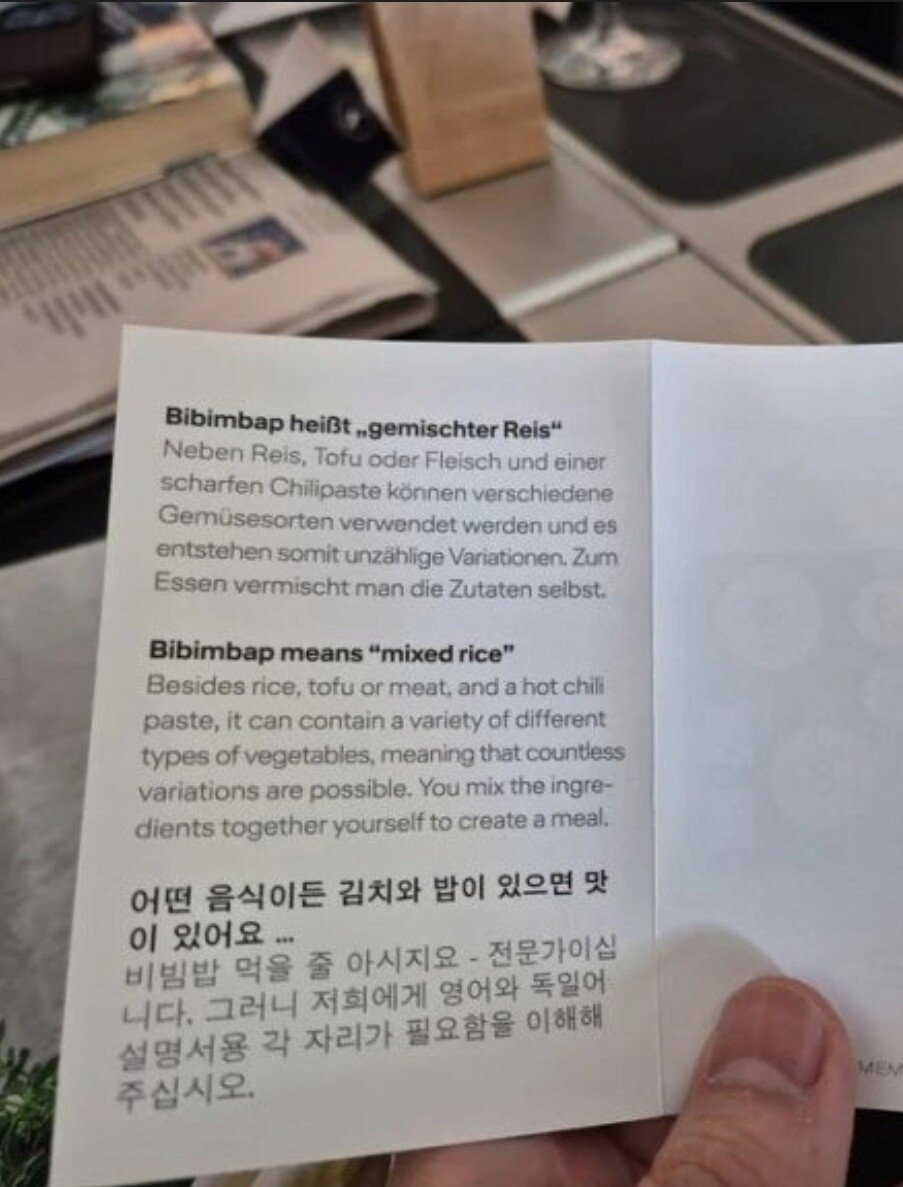 Bibimbap heißt „gemischter Reis“
Neben Reis, Tofu oder Fleisch und einer
scharfen Chilipaste können verschiedene
Gemüsesorten verwendet werden und es
entstehen somit unzählige Variationen. Zum
Essen vermischt man die Zutaten selbst.
Bibimbap means “mixed rice”
Besides rice, tofu or meat, and a hot chili
paste, it can contain a variety of different
types of vegetables, meaning that countless
variations are possible. You mix the ingre-
dients together yourself to create a meal.
어떤 음식이든 김치와 밥이 있으면 맛
이 있어요 ...
비빔밥 먹을 줄 아시지요 - 전문가이십
니다. 그러니 저희에게 영어와 독일어
설명서용 각 자리가 필요함을 이해해
주십시오.
MEM